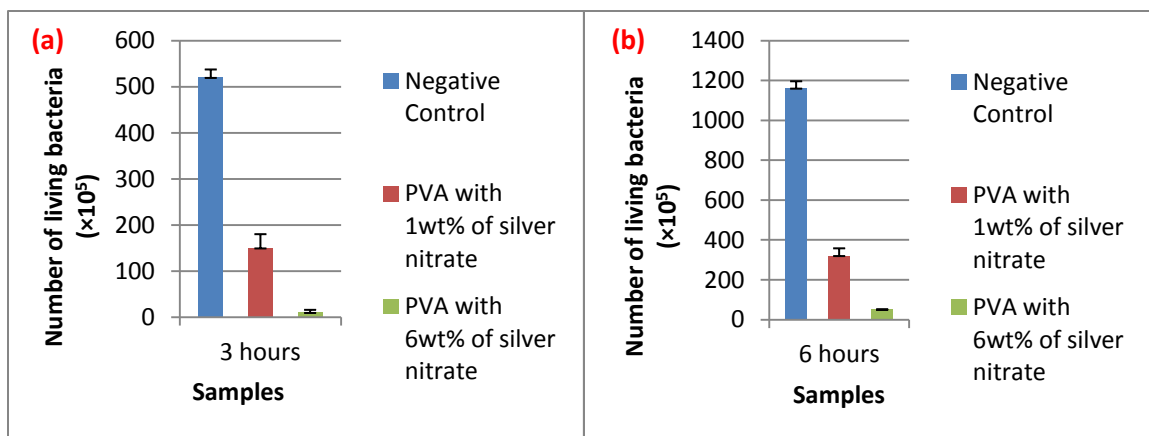 (a)
Number of living bacteria
(×10⁵)
600
500
400
300
200
100
0
3 hours
Samples
Negative
Control
PVA with
1wt% of silver
nitrate
PVA with
6wt% of silver
nitrate
(b)
Number of living bacteria
(×10⁵)
1400
1200
1000
800
600
400
200
0
6 hours
Samples
Negative
Control
PVA with
1wt% of silver
nitrate
PVA with
6wt% of silver
nitrate